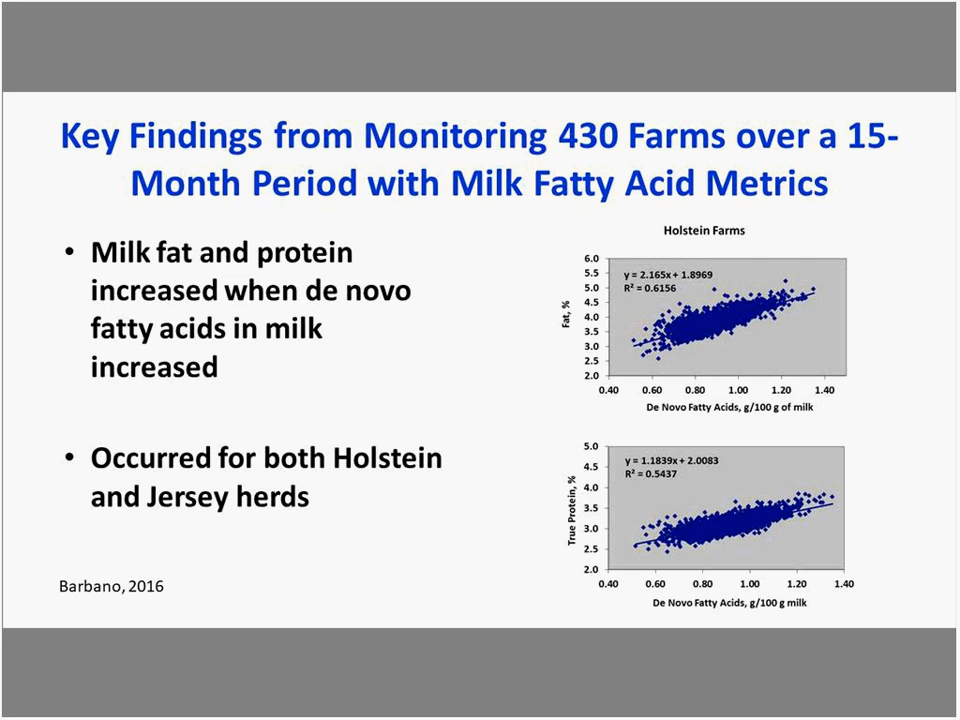 Key Findings from Monitoring 430 Farms over a 15-
Month Period with Milk Fatty Acid Metrics
• Milk fat and protein
increased when de novo
fatty acids in milk
increased
• Occurred for both Holstein
and Jersey herds
Barbano, 2016
Holstein Farms
Fat, %
6.0
5.5
5.0
4.5
4.0
3.5
3.0
2.5
2.0
y = 2.165x + 1.8969
R² = 0.6156
0.40 0.60 0.80 1.00 1.20 1.40
De Novo Fatty Acids, g/100 g of milk
True Protein, %
5.0
4.5
4.0
3.5
3.0
2.5
2.0
y = 1.1839x + 2.0083
R² = 0.5437
0.40 0.60 0.80 1.00 1.20 1.40
De Novo Fatty Acids, g/100 g milk